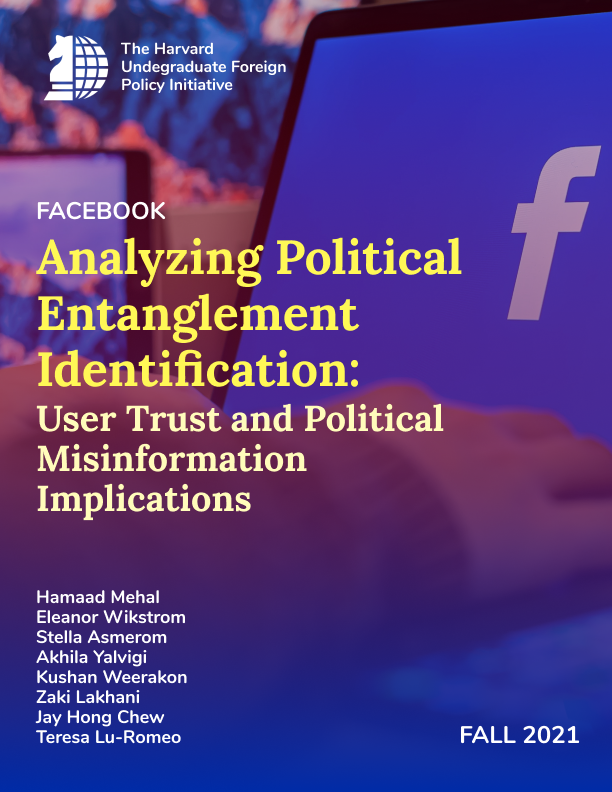 The Harvard
Undegraduate Foreign
Policy Initiative
FACEBOOK
Analyzing Political
Entanglement
Identification:
User Trust and Political
Misinformation
Implications
Hamaad Mehal
Eleanor Wikstrom
Stella Asmerom
Akhila Yalvigi
Kushan Weerakon
Zaki Lakhani
Jay Hong Chew
Teresa Lu-Romeo
FALL 2021
f